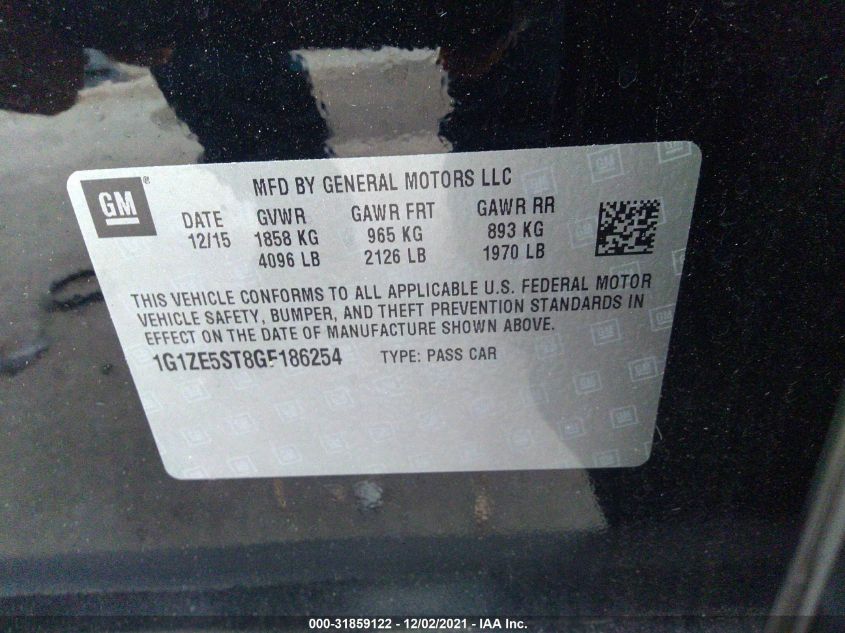 GM®
MFD BY GENERAL MOTORS LLC
DATE GVWR GAWR FRT GAWR RR
12/15 1858 KG 965 KG 893 KG
4096 LB 2126 LB 1970 LB
THIS VEHICLE CONFORMS TO ALL APPLICABLE U.S. FEDERAL MOTOR
VEHICLE SAFETY, BUMPER, AND THEFT PREVENTION STANDARDS IN
EFFECT ON THE DATE OF MANUFACTURE SHOWN ABOVE.
1G1ZE5ST8GF186254 TYPE: PASS CAR
000-31859122 - 12/02/2021 - IAA Inc.